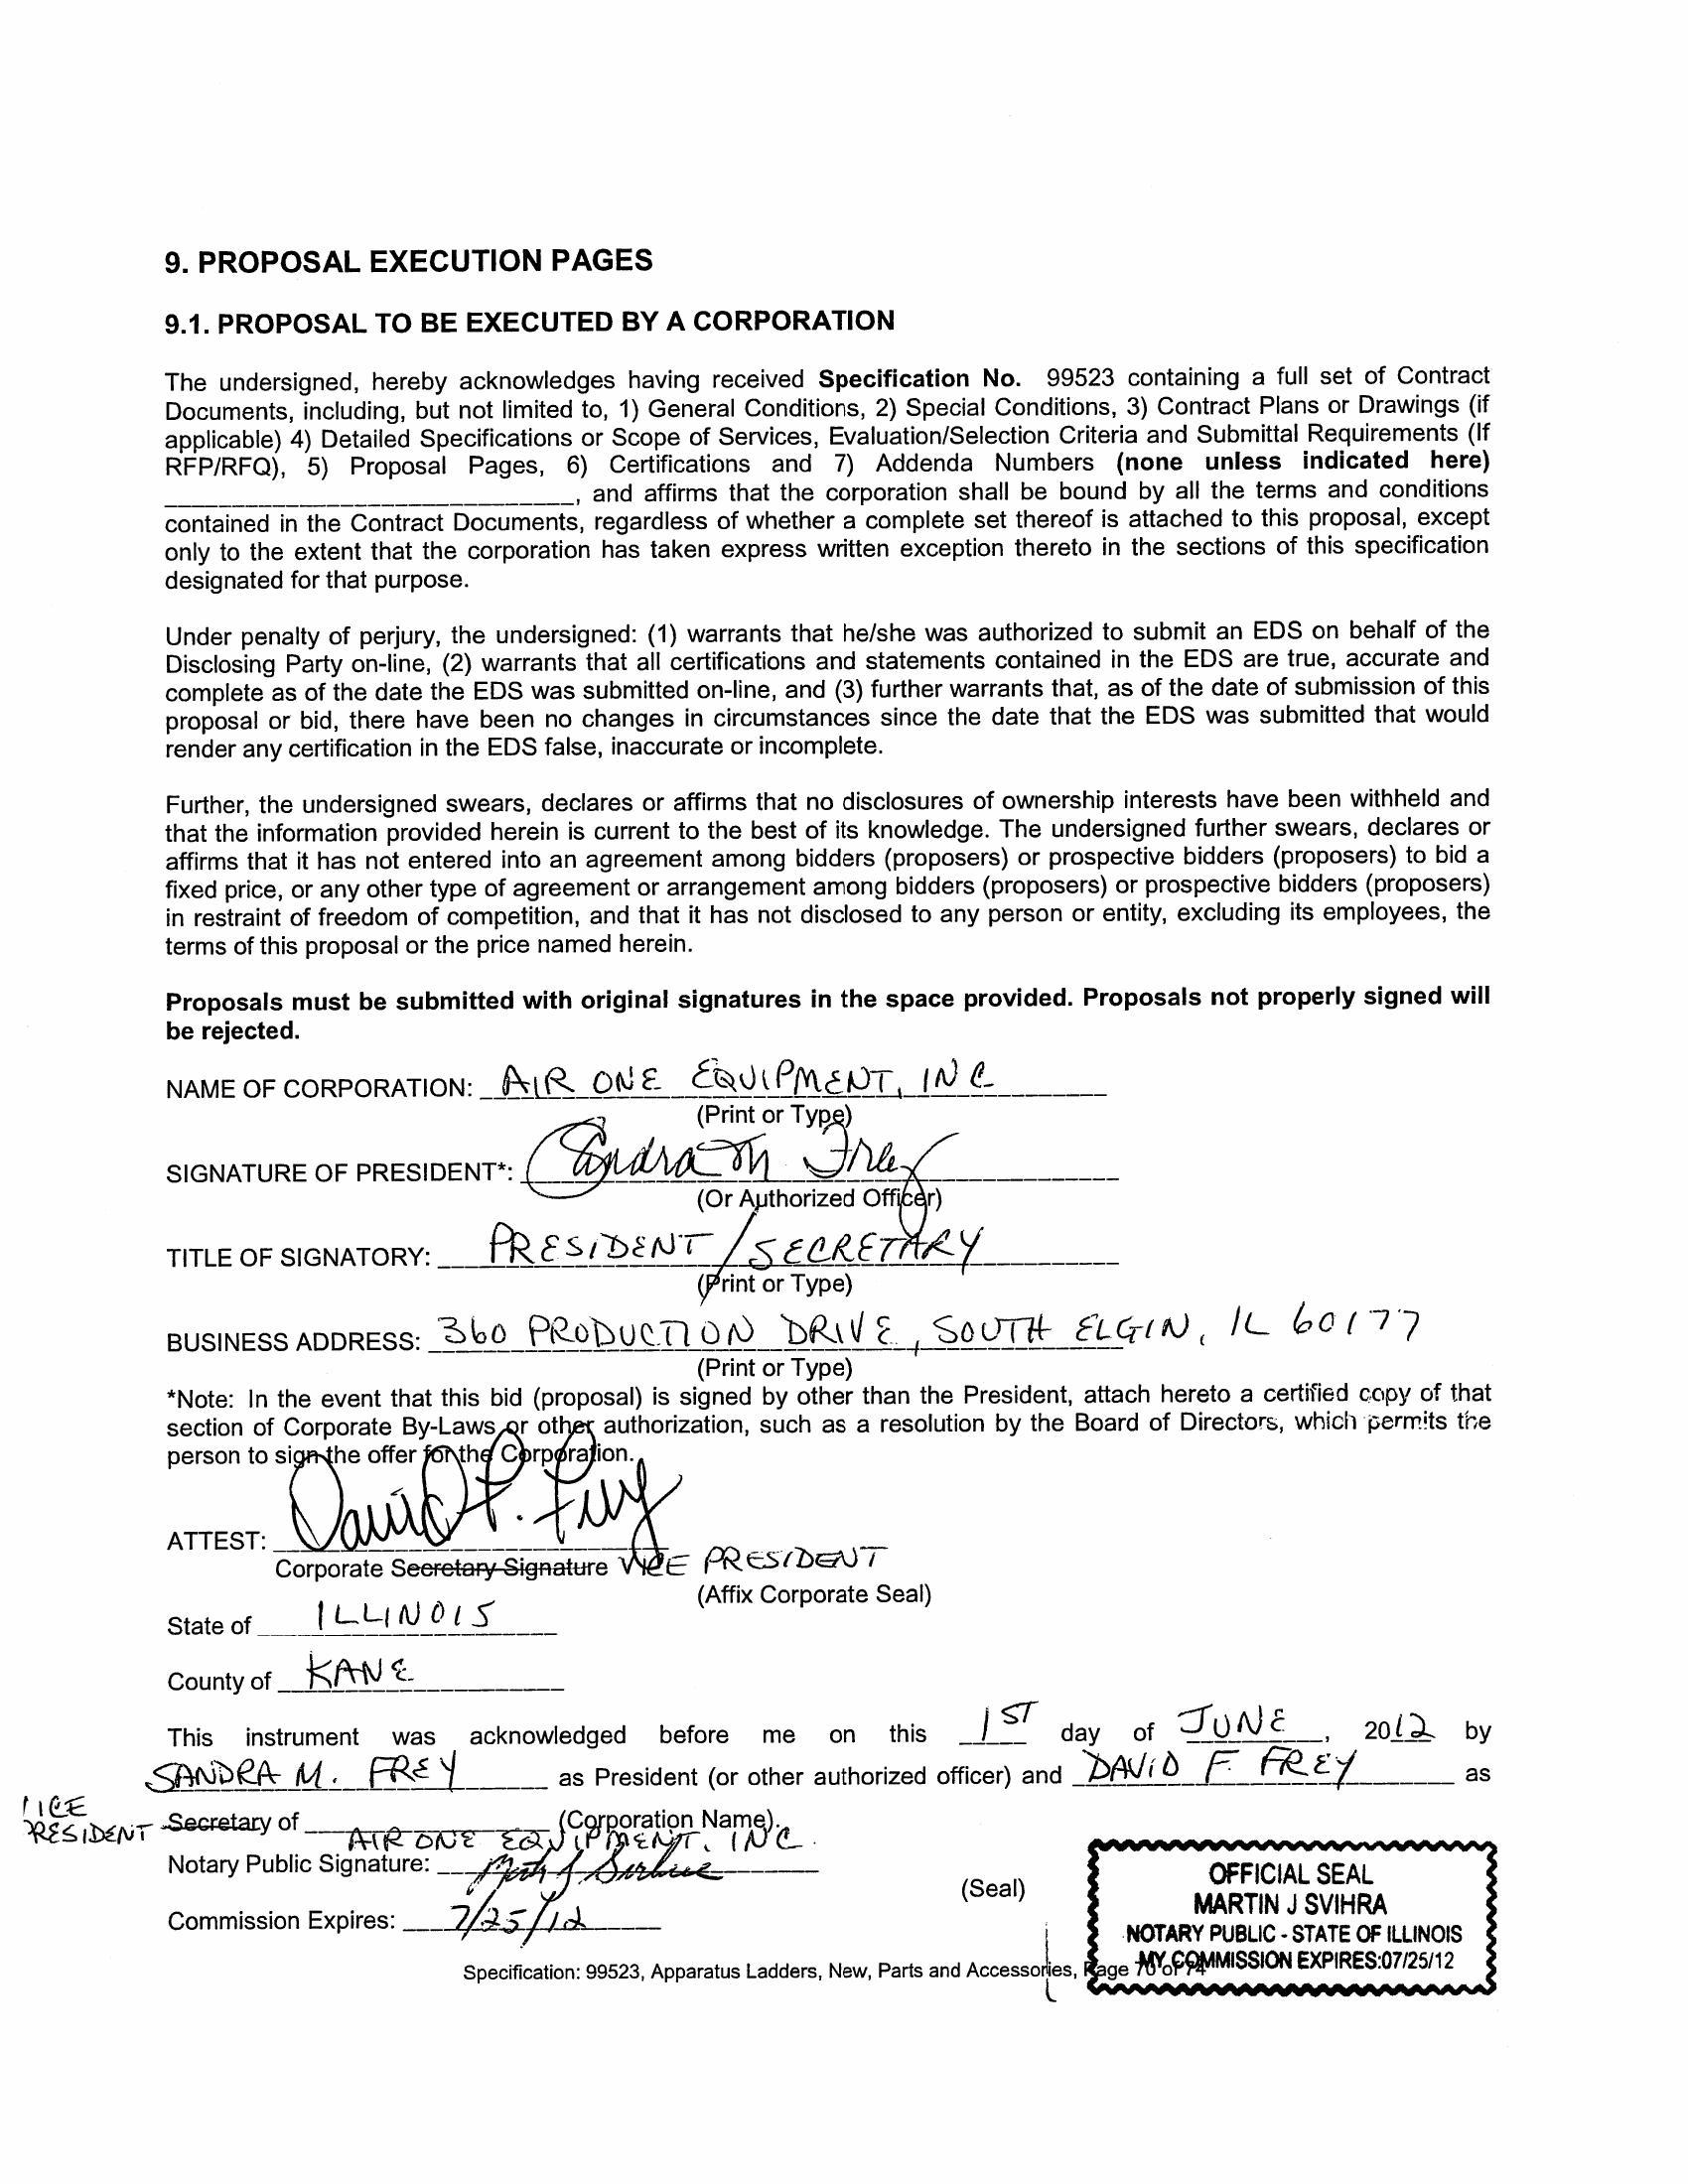 9. PROPOSAL EXECUTION PAGES
9.1. PROPOSAL TO BE EXECUTED BY A CORPORATION
The undersigned, hereby acknowledges having received Specification No. 99523 containing a full set of Contract
Documents, including, but not limited to, 1) General Conditions, 2) Special Conditions, 3) Contract Plans or Drawings (if
applicable) 4) Detailed Specifications or Scope of Services, Evaluation/Selection Criteria and Submittal Requirements (If
RFP/RFQ), 5) Proposal Pages, 6) Certifications and 7) Addenda Numbers (none unless indicated here)
______________________________, and affirms that the corporation shall be bound by all the terms and conditions
contained in the Contract Documents, regardless of whether a complete set thereof is attached to this proposal, except
only to the extent that the corporation has taken express written exception thereto in the sections of this specification
designated for that purpose.
Under penalty of perjury, the undersigned: (1) warrants that he/she was authorized to submit an EDS on behalf of the
Disclosing Party on-line, (2) warrants that all certifications and statements contained in the EDS are true, accurate and
complete as of the date the EDS was submitted on-line, and (3) further warrants that, as of the date of submission of this
proposal or bid, there have been no changes in circumstances since the date that the EDS was submitted that would
render any certification in the EDS false, inaccurate or incomplete.
Further, the undersigned swears, declares or affirms that no disclosures of ownership interests have been withheld and
that the information provided herein is current to the best of its knowledge. The undersigned further swears, declares or
affirms that it has not entered into an agreement among bidders (proposers) or prospective bidders (proposers) to bid a
fixed price, or any other type of agreement or arrangement among bidders (proposers) or prospective bidders (proposers)
in restraint of freedom of competition, and that it has not disclosed to any person or entity, excluding its employees, the
terms of this proposal or the price named herein.
Proposals must be submitted with original signatures in the space provided. Proposals not properly signed will
be rejected.
NAME OF CORPORATION: AIR ONE EQUIPMENT, INC
(Print or Type)
SIGNATURE OF PRESIDENT*: Sandra M Frey
(Or Authorized Officer)
TITLE OF SIGNATORY: PRESIDENT / SECRETARY
(Print or Type)
BUSINESS ADDRESS: 360 PRODUCTION DRIVE, SOUTH ELGIN, IL 60177
(Print or Type)
*Note: In the event that this bid (proposal) is signed by other than the President, attach hereto a certified copy of that
section of Corporate By-Laws or other authorization, such as a resolution by the Board of Directors, which permits the
person to sign the offer for the Corporation.
ATTEST: David F. Frey
Corporate Secretary Signature VICE PRESIDENT
(Affix Corporate Seal)
State of ILLINOIS
County of KANE
This instrument was acknowledged before me on this 1ST day of JUNE, 2012 by
SANDRA M. FREY as President (or other authorized officer) and DAVID F. FREY as
VICE
PRESIDENT Secretary of AIR ONE EQUIPMENT, INC. (Corporation Name).
Notary Public Signature: Martin J Svihra
Commission Expires: 7/25/12
(Seal)
OFFICIAL SEAL
MARTIN J SVIHRA
NOTARY PUBLIC - STATE OF ILLINOIS
MY COMMISSION EXPIRES:07/25/12
Specification: 99523, Apparatus Ladders, New, Parts and Accessories, Page 70 of 74